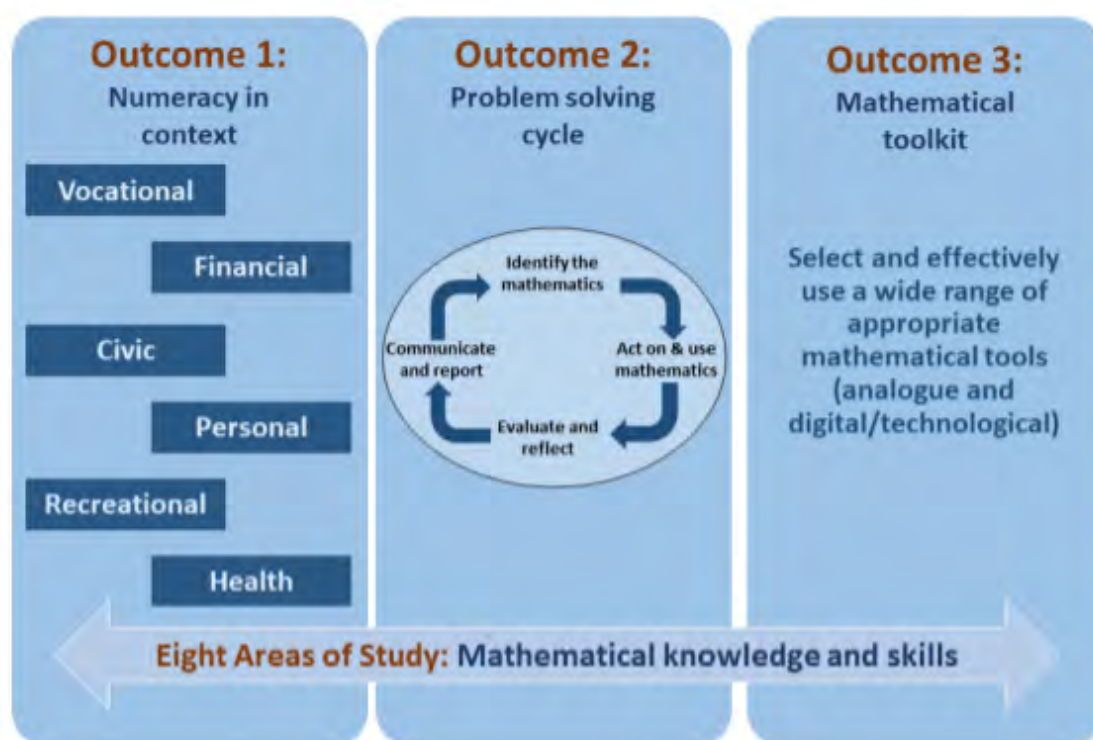 Outcome 1:
Numeracy in
context
Vocational
Financial
Civic
Personal
Recreational
Health
Outcome 2:
Problem solving
cycle
Identify the
mathematics
Act on & use
mathematics
Evaluate and
reflect
Communicate
and report
Outcome 3:
Mathematical
toolkit
Select and effectively
use a wide range of
appropriate
mathematical tools
(analogue and
digital/technological)
Eight Areas of Study: Mathematical knowledge and skills